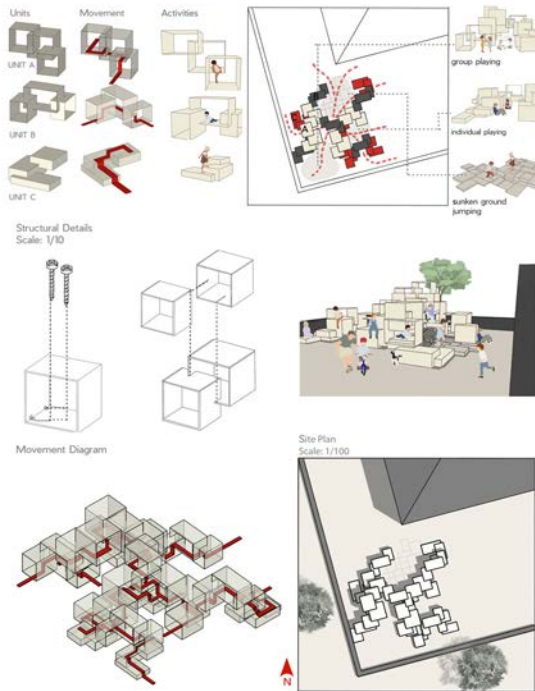 Units
Movement
Activities
UNIT A
UNIT B
UNIT C
group playing
individual playing
sunken ground
jumping
Structural Details
Scale: 1/10
Movement Diagram
Site Plan
Scale: 1/100
N